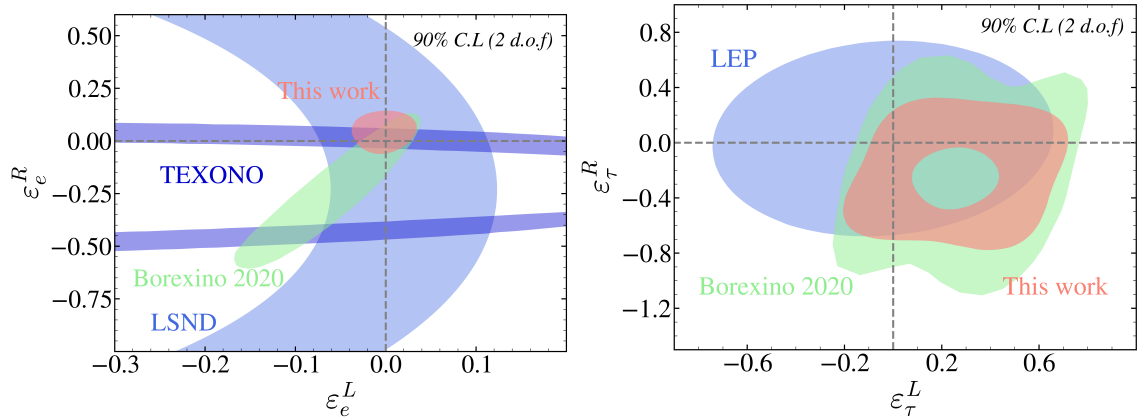 90% C.L (2 d.o.f)
This work
TEXONO
Borexino 2020
LSND
0.50
0.25
0.00
−0.25
−0.50
−0.75
ε_e^R
−0.3
−0.2
−0.1
0.0
0.1
ε_e^L
90% C.L (2 d.o.f)
LEP
Borexino 2020
This work
0.8
0.4
0.0
−0.4
−0.8
−1.2
ε_τ^R
−0.6
−0.2
0.2
0.6
ε_τ^L